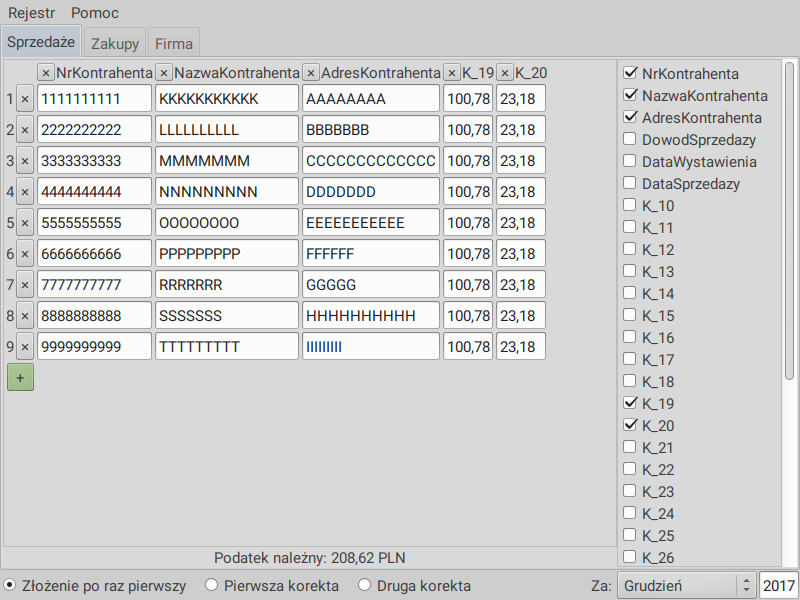 Rejestr Pomoc
Sprzedaże Zakupy Firma
× NrKontrahenta × NazwaKontrahenta × AdresKontrahenta × K_19 × K_20
1 × 1111111111 KKKKKKKKKKK AAAAAAAA 100,78 23,18
2 × 2222222222 LLLLLLLLLL BBBBBBB 100,78 23,18
3 × 3333333333 MMMMMMM CCCCCCCCCCCCC 100,78 23,18
4 × 4444444444 NNNNNNNNN DDDDDDD 100,78 23,18
5 × 5555555555 OOOOOOOO EEEEEEEEEEE 100,78 23,18
6 × 6666666666 PPPPPPPPP FFFFFF 100,78 23,18
7 × 7777777777 RRRRRRR GGGGG 100,78 23,18
8 × 8888888888 SSSSSSS HHHHHHHHHH 100,78 23,18
9 × 9999999999 TTTTTTTTT IIIIIIIII 100,78 23,18
+
NrKontrahenta
NazwaKontrahenta
AdresKontrahenta
DowodSprzedazy
DataWystawienia
DataSprzedazy
K_10
K_11
K_12
K_13
K_14
K_15
K_16
K_17
K_18
K_19
K_20
K_21
K_22
K_23
K_24
K_25
K_26
Podatek należny: 208,62 PLN
Złożenie po raz pierwszy Pierwsza korekta Druga korekta Za: Grudzień 2017